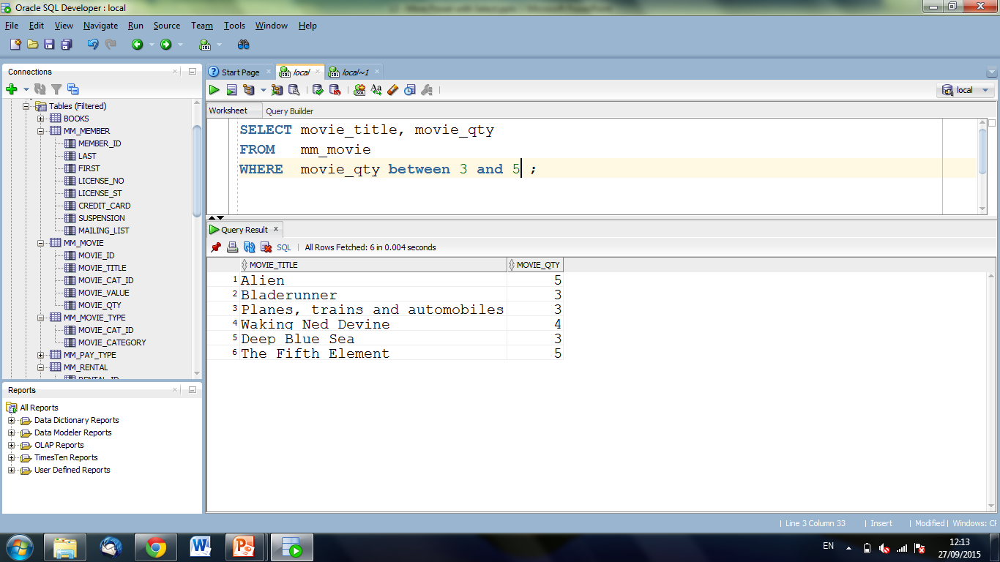 Oracle SQL Developer : local
File Edit View Navigate Run Source Team Tools Window Help
Connections
Tables (Filtered)
BOOKS
MM_MEMBER
MEMBER_ID
LAST
FIRST
LICENSE_NO
LICENSE_ST
CREDIT_CARD
SUSPENSION
MAILING_LIST
MM_MOVIE
MOVIE_ID
MOVIE_TITLE
MOVIE_CAT_ID
MOVIE_VALUE
MOVIE_QTY
MM_MOVIE_TYPE
MOVIE_CAT_ID
MOVIE_CATEGORY
MM_PAY_TYPE
MM_RENTAL
RENTAL_ID
Reports
All Reports
Data Dictionary Reports
Data Modeler Reports
OLAP Reports
TimesTen Reports
User Defined Reports
Start Page local local~1
local
Worksheet Query Builder
SELECT movie_title, movie_qty
FROM mm_movie
WHERE movie_qty between 3 and 5 ;
Query Result x
SQL | All Rows Fetched: 6 in 0.004 seconds
MOVIE_TITLE MOVIE_QTY
1 Alien 5
2 Bladerunner 3
3 Planes, trains and automobiles 3
4 Waking Ned Devine 4
5 Deep Blue Sea 3
6 The Fifth Element 5
| Line 3 Column 33 | Insert | Modified | Windows: CF
EN 12:13
27/09/2015